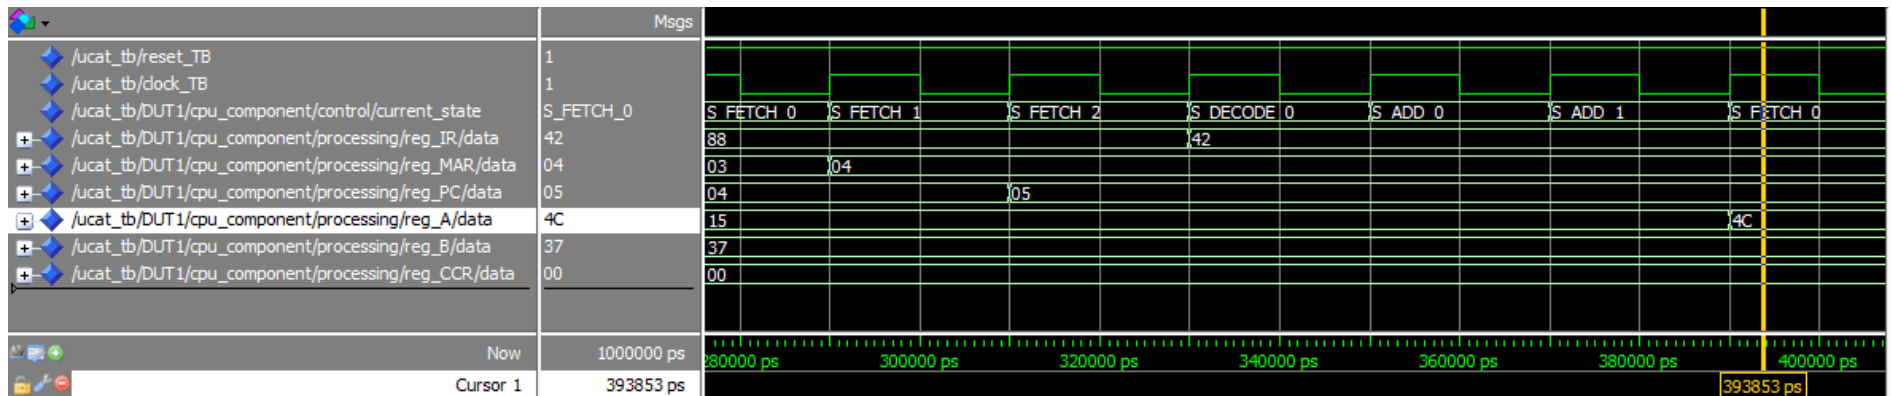 Msgs
/ucat_tb/reset_TB 1
/ucat_tb/clock_TB 1
/ucat_tb/DUT1/cpu_component/control/current_state S_FETCH_0 S_FETCH_0 S_FETCH_1 S_FETCH_2 S_DECODE_0 S_ADD_0 S_ADD_1 S_FETCH_0
/ucat_tb/DUT1/cpu_component/processing/reg_IR/data 42 88 42
/ucat_tb/DUT1/cpu_component/processing/reg_MAR/data 04 03 04
/ucat_tb/DUT1/cpu_component/processing/reg_PC/data 05 04 05
/ucat_tb/DUT1/cpu_component/processing/reg_A/data 4C 15 4C
/ucat_tb/DUT1/cpu_component/processing/reg_B/data 37 37
/ucat_tb/DUT1/cpu_component/processing/reg_CCR/data 00 00
Now 1000000 ps 280000 ps 300000 ps 320000 ps 340000 ps 360000 ps 380000 ps 400000 ps
Cursor 1 393853 ps 393853 ps